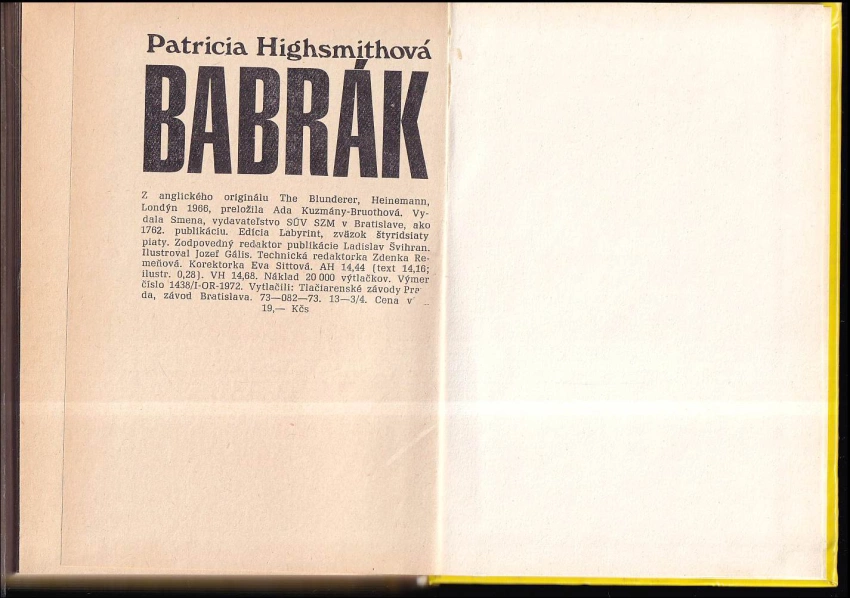 Patricia Highsmithová
BABRÁK
Z anglického originálu The Blunderer, Heinemann,
Londýn 1966, preložila Ada Kuzmány-Bruothová. Vy-
dala Smena, vydavateľstvo SÚV SZM v Bratislave, ako
1762. publikáciu. Edícia Labyrint, zväzok štyridsiaty
piaty. Zodpovedný redaktor publikácie Ladislav Švihran.
Ilustroval Jozef Gális. Technická redaktorka Zdenka Re-
meňová. Korektorka Eva Sittová. AH 14,44 (text 14,16;
ilustr. 0,28). VH 14,68. Náklad 20 000 výtlačkov. Výmer
číslo 1438/I-OR-1972. Vytlačili: Tlačiarenské závody Pra
da, závod Bratislava. 73—082—73. 13—3/4. Cena v
19,— Kčs